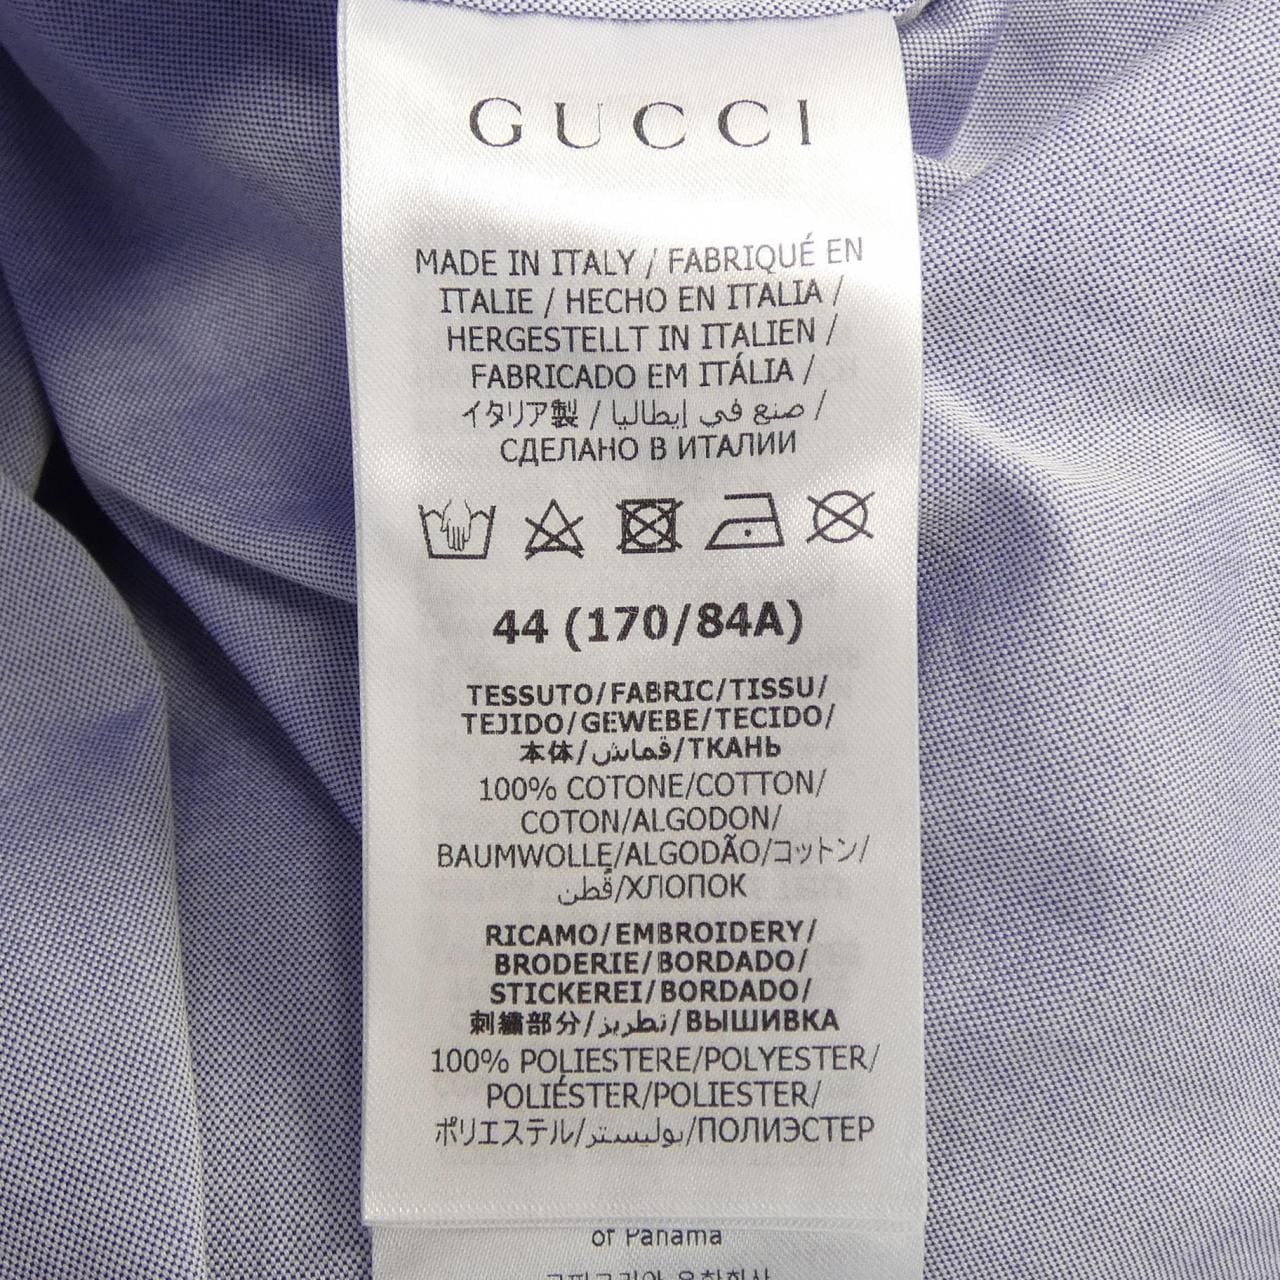 GUCCI
MADE IN ITALY / FABRIQUÉ EN
ITALIE / HECHO EN ITALIA /
HERGESTELLT IN ITALIEN /
FABRICADO EM ITÁLIA /
イタリア製 / صنع في إيطاليا /
СДЕЛАНО В ИТАЛИИ
44 (170/84A)
TESSUTO/FABRIC/TISSU/
TEJIDO/GEWEBE/TECIDO/
本体/قماش/ТКАНЬ
100% COTONE/COTTON/
COTON/ALGODON/
BAUMWOLLE/ALGODÃO/コットン/
قُطن/ХЛОПОК
RICAMO/EMBROIDERY/
BRODERIE/BORDADO/
STICKEREI/BORDADO/
刺繍部分/تطريز/ВЫШИВКА
100% POLIESTERE/POLYESTER/
POLIÉSTER/POLIESTER/
ポリエステル/بوليستر/ПОЛИЭСТЕР
of Panama